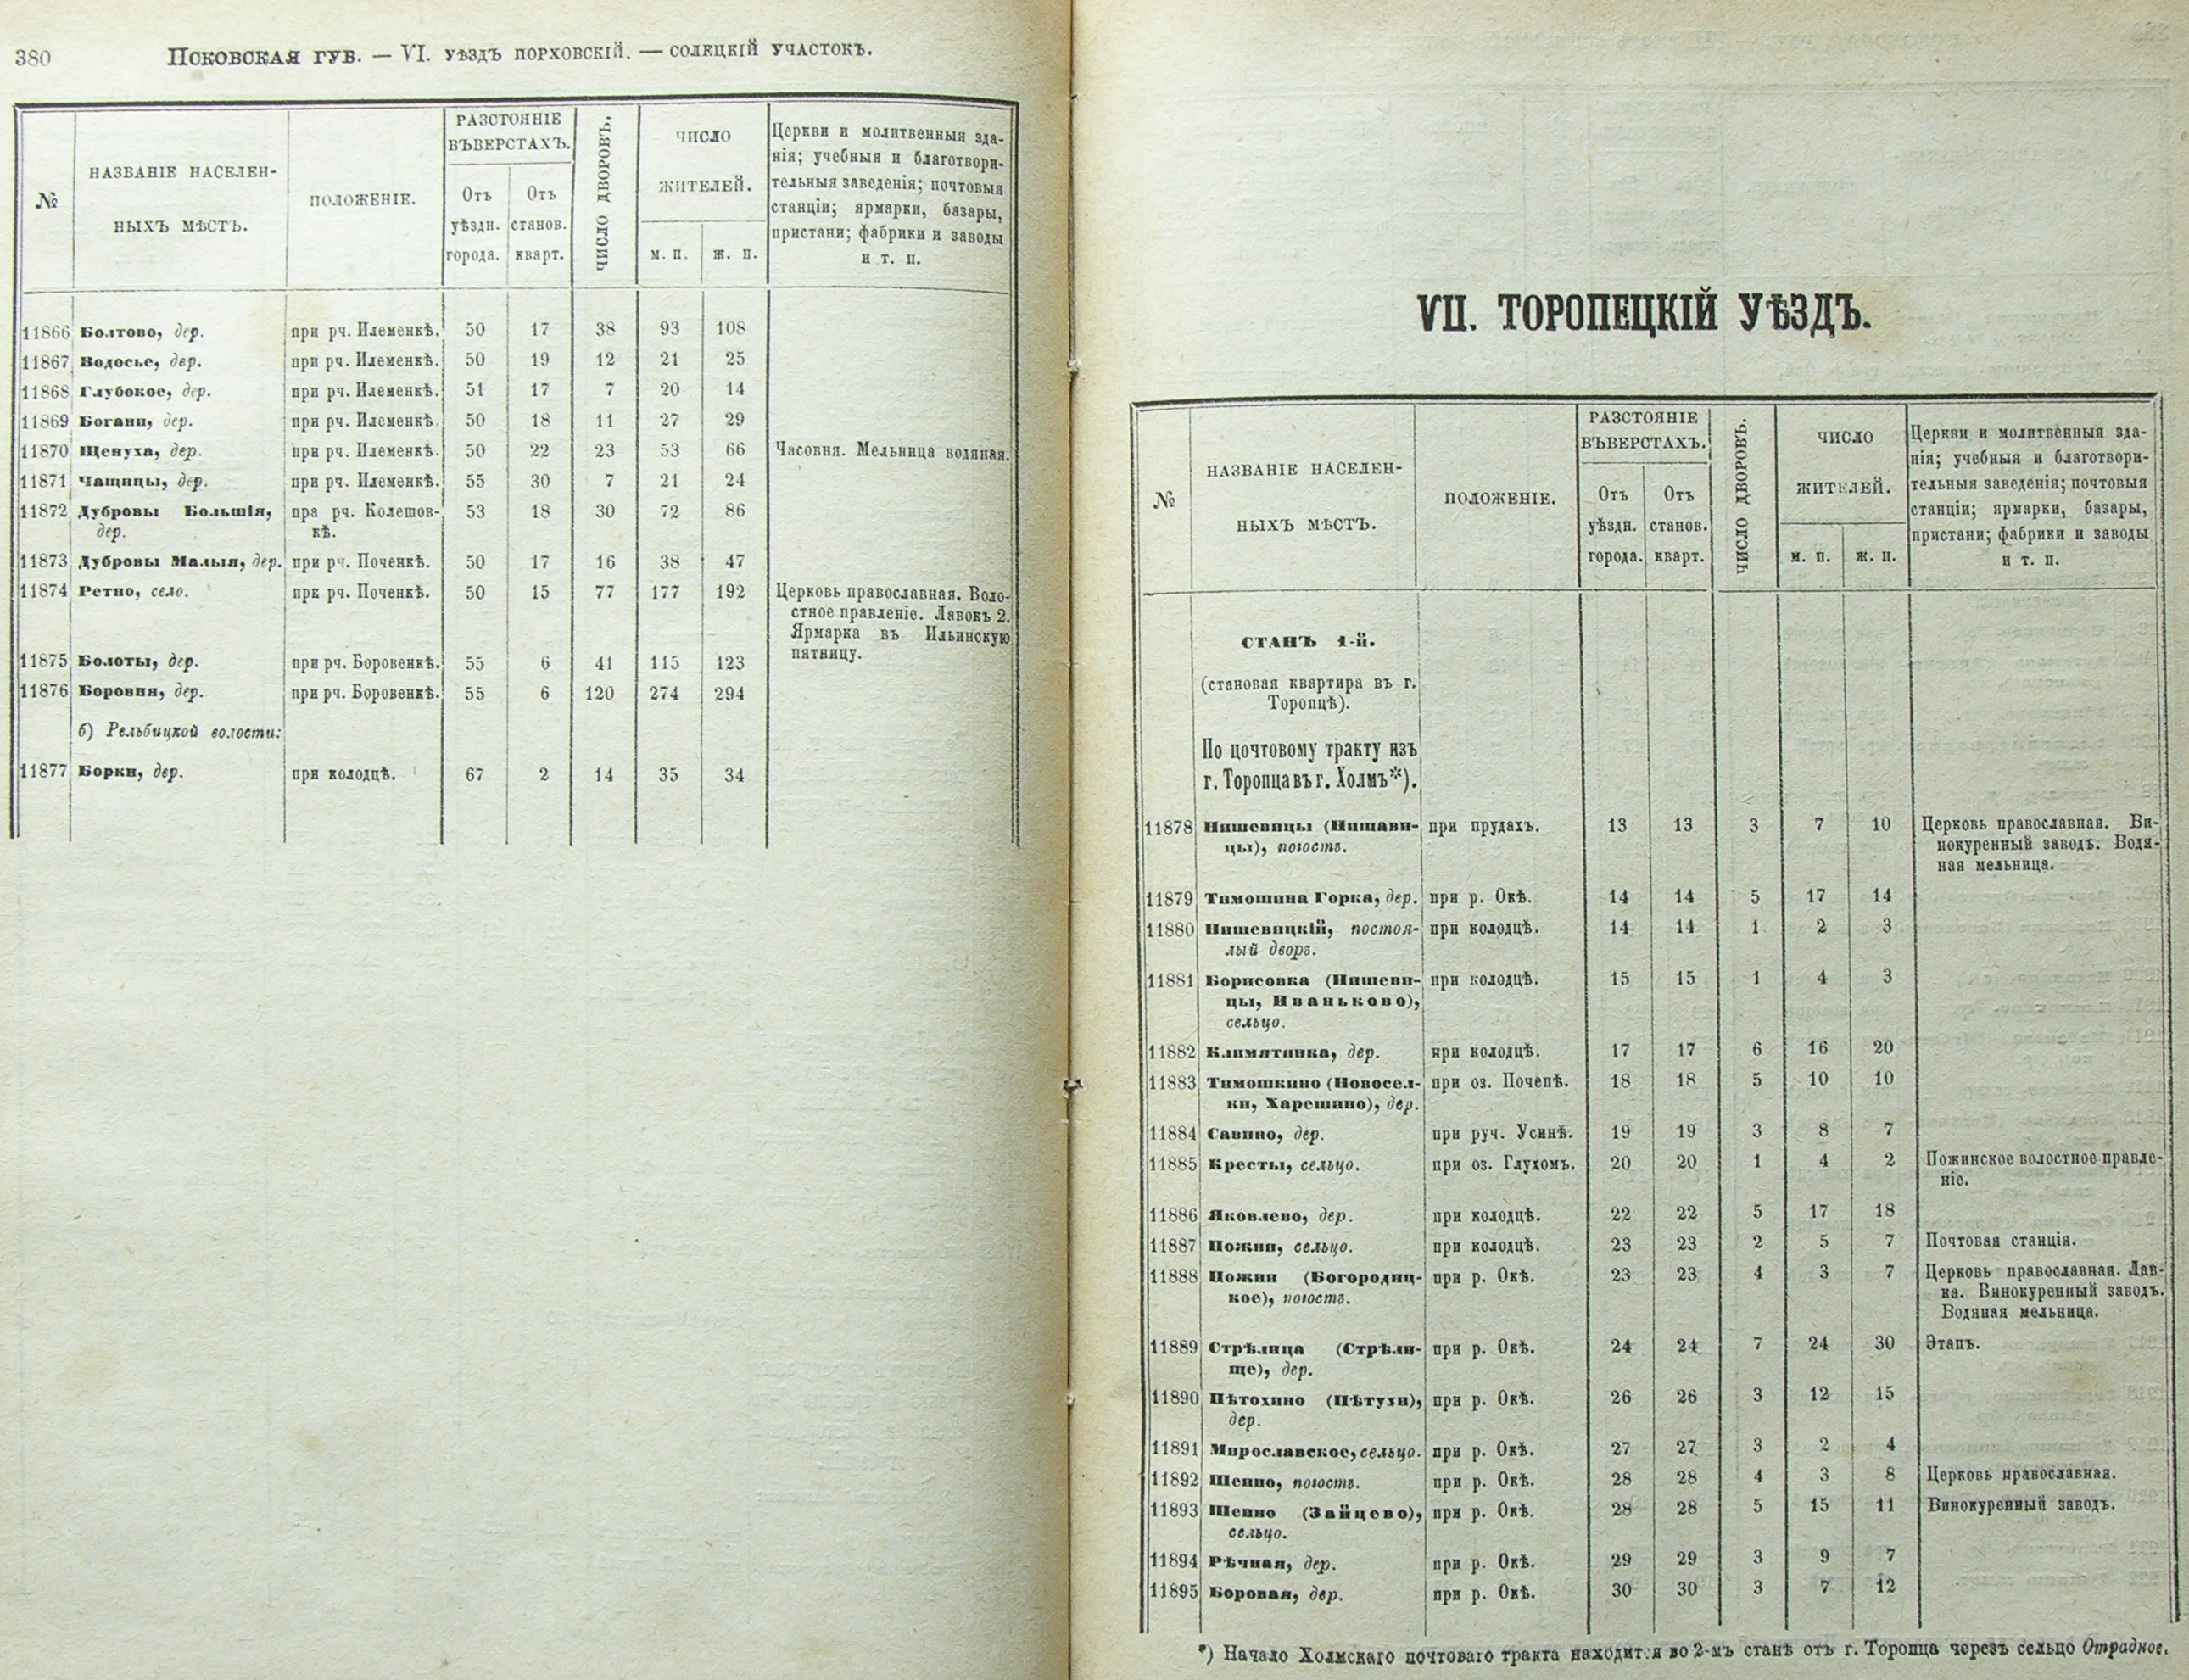 380 Псковская губ. — VI. уѣздъ порховскій. — солецкій участокъ.
№ НАЗВАНІЕ НАСЕЛЕН-НЫХЪ МѢСТЪ. ПОЛОЖЕНІЕ. РАЗСТОЯНІЕ ВЪ ВЕРСТАХЪ. Отъ уѣздн. города. Отъ станов. кварт. ЧИСЛО ДВОРОВЪ. ЧИСЛО ЖИТЕЛЕЙ. м. п. ж. п.
Церкви и молитвенныя зда-
нія; учебныя и благотвори-
тельныя заведенія; почтовыя
станціи; ярмарки, базары,
пристани; фабрики и заводы
и т. п.
11866 Болтово, дер. при рч. Илеменкѣ. 50 17 38 93 108
11867 Водосье, дер. при рч. Илеменкѣ. 50 19 12 21 25
11868 Глубокое, дер. при рч. Илеменкѣ. 51 17 7 20 14
11869 Богани, дер. при рч. Илеменкѣ. 50 18 11 27 29
11870 Щепуха, дер. при рч. Илеменкѣ. 50 22 23 53 66 Часовня. Мельница водяная.
11871 Чащицы, дер. при рч. Илеменкѣ. 55 30 7 21 24
11872 Дубровы Большія, пра рч. Колешов- 53 18 30 72 86
дер. кѣ.
11873 Дубровы Малыя, дер. при рч. Поченкѣ. 50 17 16 38 47
11874 Ретно, село. при рч. Поченкѣ. 50 15 77 177 192 Церковь православная. Воло-
стное правленіе. Лавокъ 2.
Ярмарка въ Ильинскую
пятницу.
11875 Болоты, дер. при рч. Боровенкѣ. 55 6 41 115 123
11876 Боровня, дер. при рч. Боровенкѣ. 55 6 120 274 294
б) Рельбицкой волости:
11877 Борки, дер. при колодцѣ. 67 2 14 35 34
VII. ТОРОПЕЦКІЙ УѢЗДЪ.
№ НАЗВАНІЕ НАСЕЛЕН-НЫХЪ МѢСТЪ. ПОЛОЖЕНІЕ. РАЗСТОЯНІЕ ВЪ ВЕРСТАХЪ. Отъ уѣздн. города. Отъ станов. кварт. ЧИСЛО ДВОРОВЪ. ЧИСЛО ЖИТЕЛЕЙ. м. п. ж. п.
Церкви и молитвенныя зда-
нія; учебныя и благотвори-
тельныя заведенія; почтовыя
станціи; ярмарки, базары,
пристани; фабрики и заводы
и т. п.
СТАНЪ 1-й.
(становая квартира въ г.
Торопцѣ).
По почтовому тракту изъ
г. Торопца въ г. Холмъ*).
11878 Нишевицы (Нишави- при прудахъ. 13 13 3 7 10 Церковь православная. Ви-
цы), погостъ. нокуренный заводъ. Водя-
ная мельница.
11879 Тимошина Горка, дер. при р. Окѣ. 14 14 5 17 14
11880 Нишевицкій, постоя- при колодцѣ. 14 14 1 2 3
лый дворъ.
11881 Борисовка (Нишеви- при колодцѣ. 15 15 1 4 3
цы, Иваньково),
сельцо.
11882 Климятинка, дер. при колодцѣ. 17 17 6 16 20
11883 Тимошкино (Новосел- при оз. Почепѣ. 18 18 5 10 10
ки, Харешино), дер.
11884 Савино, дер. при руч. Усинѣ. 19 19 3 8 7
11885 Кресты, сельцо. при оз. Глухомъ. 20 20 1 4 2 Пожинское волостное правле-
ніе.
11886 Яковлево, дер. при колодцѣ. 22 22 5 17 18
11887 Пожни, сельцо. при колодцѣ. 23 23 2 5 7 Почтовая станція.
11888 Пожни (Богородиц- при р. Окѣ. 23 23 4 3 7 Церковь православная. Лав-
кое), погостъ. ка. Винокуренный заводъ.
Водяная мельница.
11889 Стрѣлица (Стрѣли- при р. Окѣ. 24 24 7 24 30 Этапъ.
ще), дер.
11890 Пѣтохино (Пѣтухи), при р. Окѣ. 26 26 3 12 15
дер.
11891 Мирославское, сельцо. при р. Окѣ. 27 27 3 2 4
11892 Шейно, погостъ. при р. Окѣ. 28 28 4 3 8 Церковь православная.
11893 Шейно (Зайцево), при р. Окѣ. 28 28 5 15 11 Винокуренный заводъ.
сельцо.
11894 Рѣчная, дер. при р. Окѣ. 29 29 3 9 7
11895 Боровая, дер. при р. Окѣ. 30 30 3 7 12
*) Начало Холмскаго почтоваго тракта находится во 2-мъ станѣ отъ г. Торопца черезъ сельцо Отрадное.